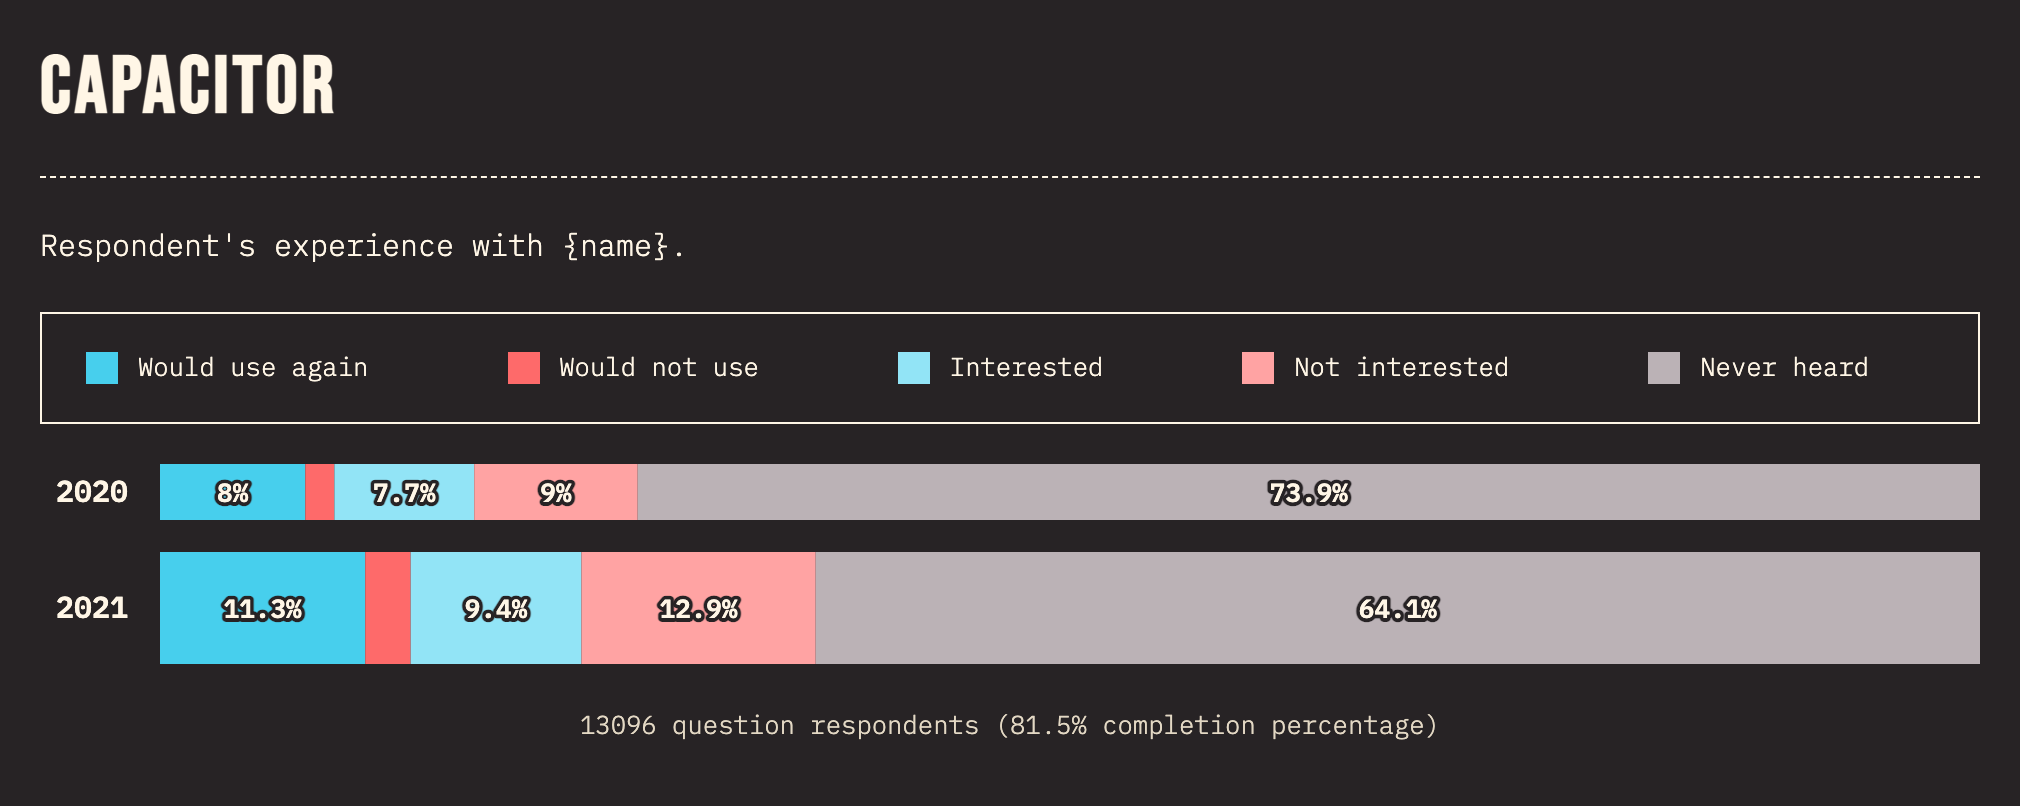 CAPACITOR
Respondent's experience with {name}.
Would use again Would not use Interested Not interested Never heard
2020 8% 7.7% 9% 73.9%
2021 11.3% 9.4% 12.9% 64.1%
13096 question respondents (81.5% completion percentage)